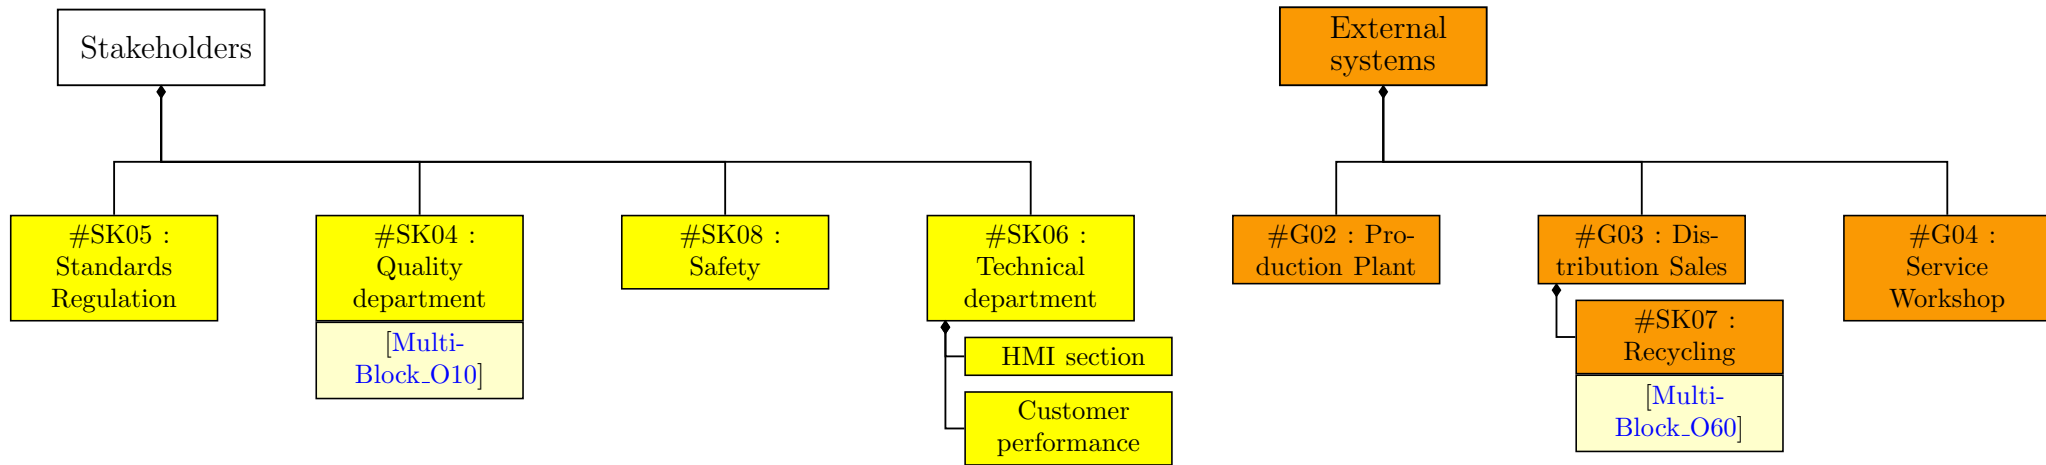 Stakeholders
External
systems
#SK05 :
Standards
Regulation
#SK04 :
Quality
department
[Multi-
Block_O10]
#SK08 :
Safety
#SK06 :
Technical
department
HMI section
Customer
performance
#G02 : Pro-
duction Plant
#G03 : Dis-
tribution Sales
#SK07 :
Recycling
[Multi-
Block_O60]
#G04 :
Service
Workshop